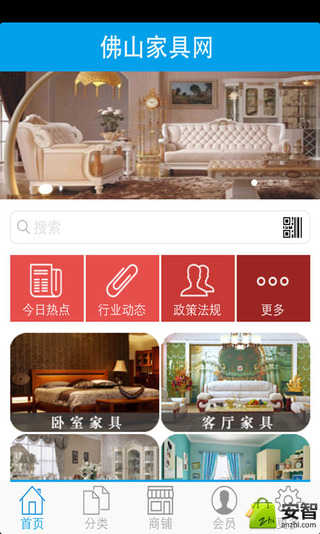 佛山家具网
搜索
今日热点 行业动态 政策法规 更多
卧室家具 客厅家具
首页 分类 商铺 会员
zhi 安智
anzhi.com